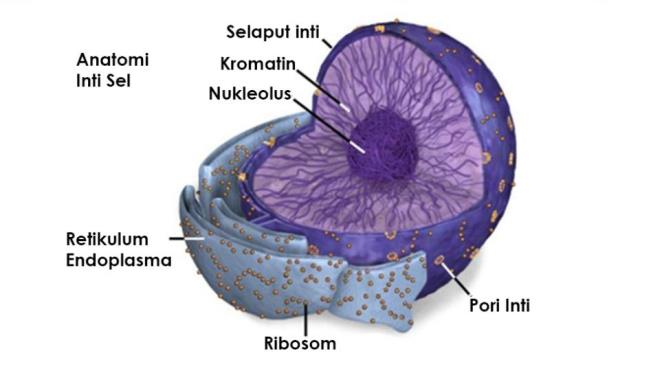 Anatomi
Inti Sel
Selaput inti
Kromatin
Nukleolus
Retikulum
Endoplasma
Ribosom
Pori Inti